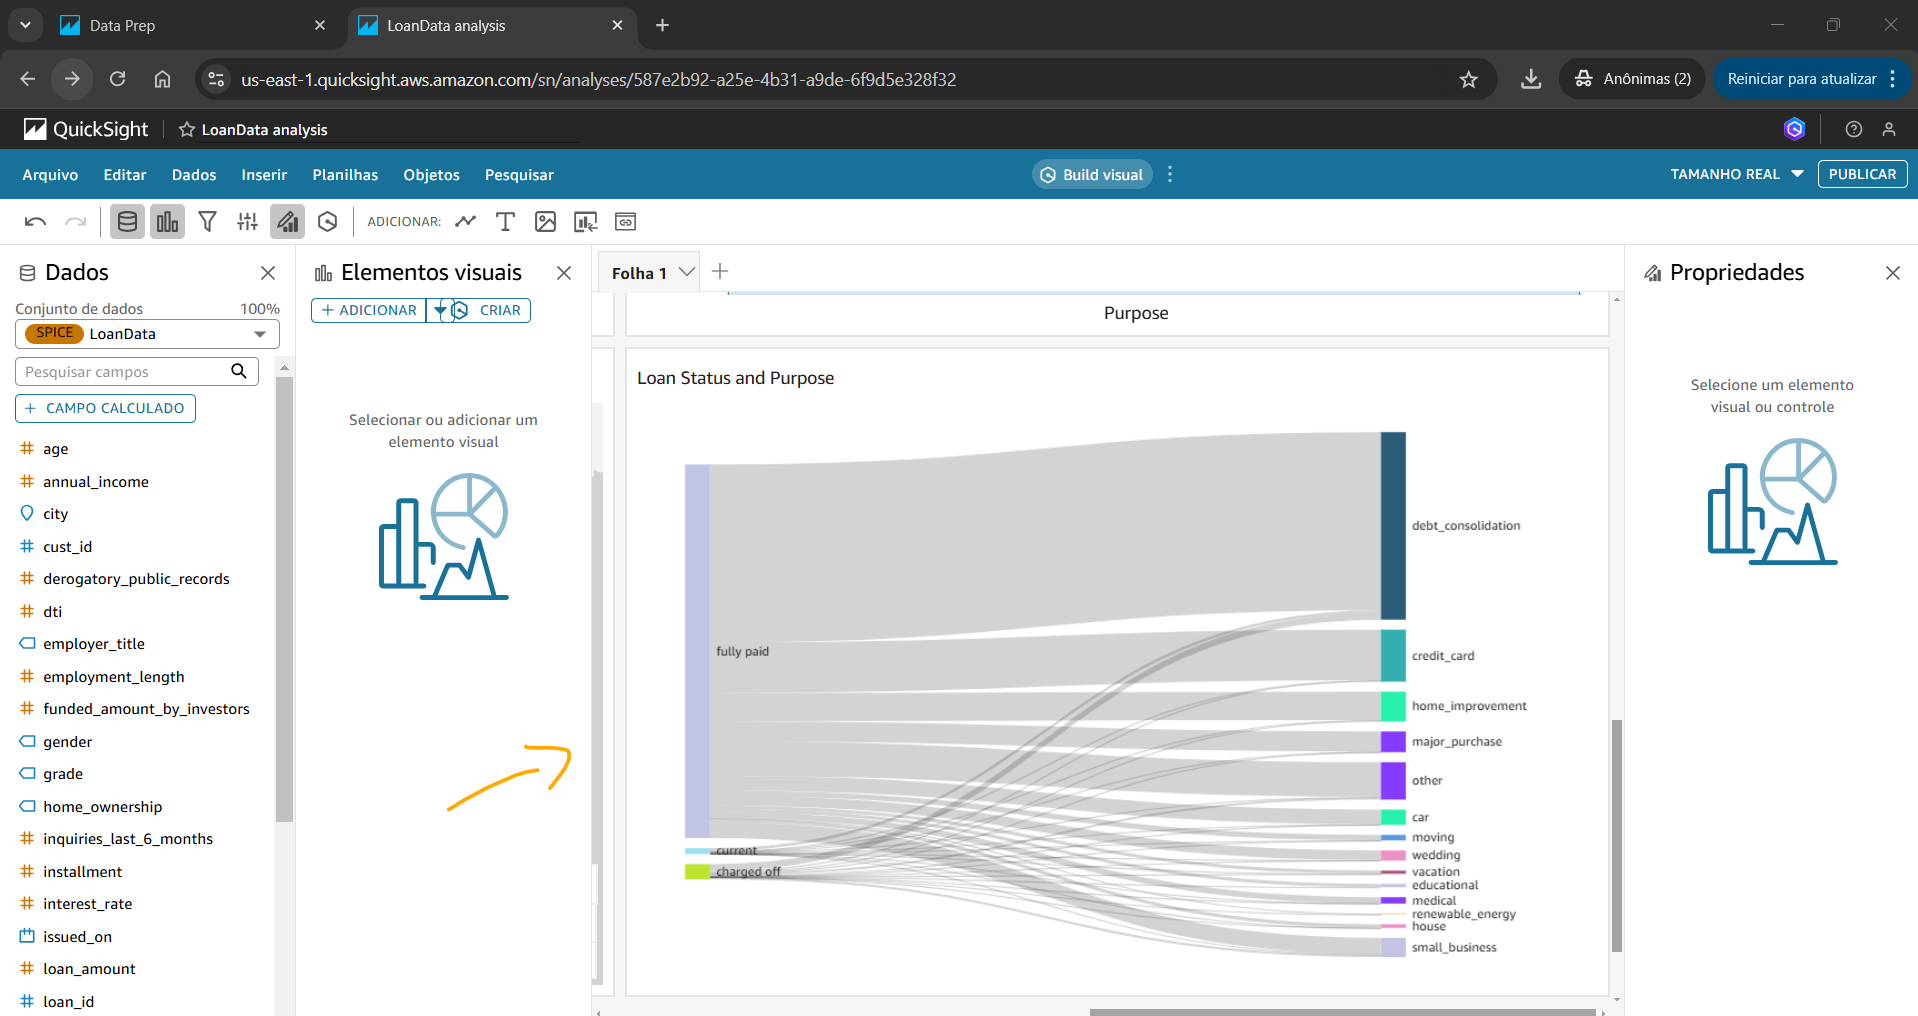 Data Prep
LoanData analysis
us-east-1.quicksight.aws.amazon.com/sn/analyses/587e2b92-a25e-4b31-a9de-6f9d5e328f32
Anônimas (2)
Reiniciar para atualizar
QuickSight
LoanData analysis
Arquivo
Editar
Dados
Inserir
Planilhas
Objetos
Pesquisar
Build visual
TAMANHO REAL
PUBLICAR
ADICIONAR:
Dados
Conjunto de dados
100%
SPICE LoanData
Pesquisar campos
+ CAMPO CALCULADO
# age
# annual_income
city
# cust_id
# derogatory_public_records
# dti
employer_title
# employment_length
# funded_amount_by_investors
gender
grade
home_ownership
# inquiries_last_6_months
# installment
# interest_rate
issued_on
# loan_amount
# loan_id
Elementos visuais
+ ADICIONAR
CRIAR
Selecionar ou adicionar um
elemento visual
Folha 1
Purpose
Loan Status and Purpose
fully paid
current
charged off
debt_consolidation
credit_card
home_improvement
major_purchase
other
car
moving
wedding
vacation
educational
medical
renewable_energy
house
small_business
Propriedades
Selecione um elemento
visual ou controle